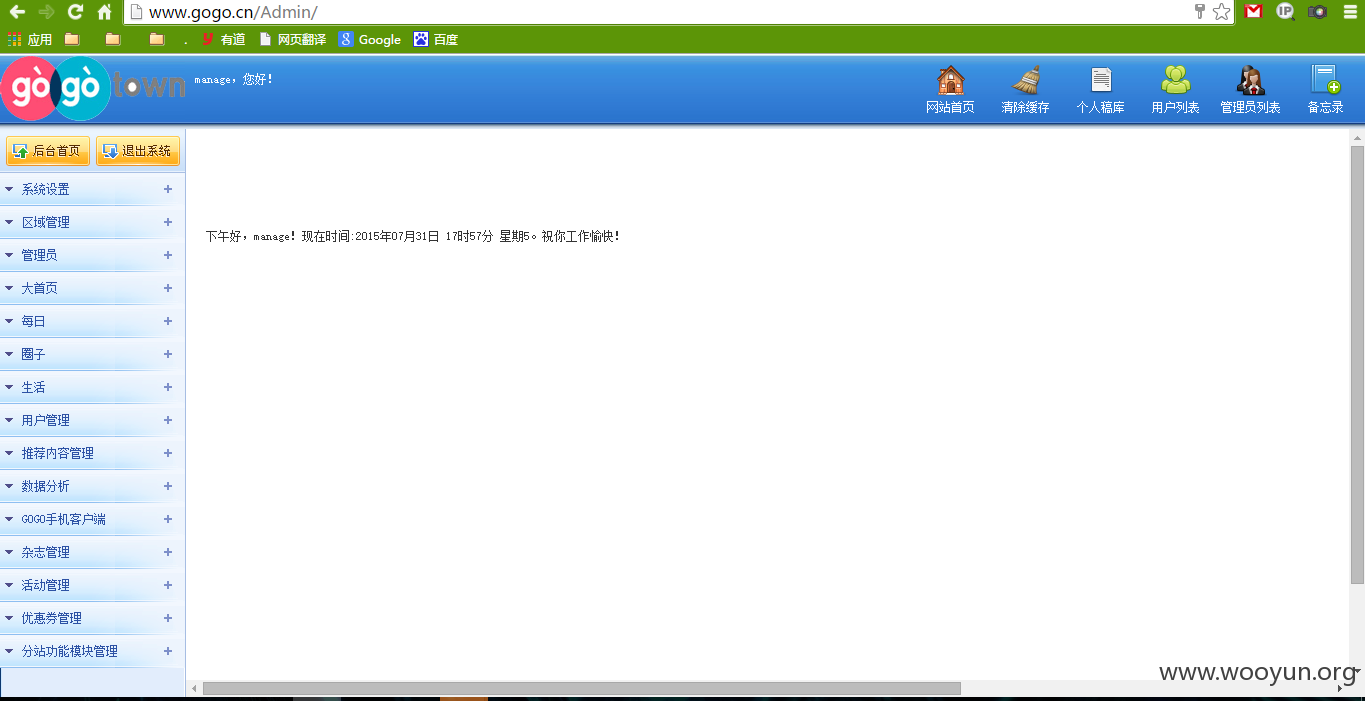 www.gogo.cn/Admin/
IP
应用
.
有道
网页翻译
Google
百度
gògò town
manage，您好！
网站首页
清除缓存
个人稿库
用户列表
管理员列表
备忘录
后台首页
退出系统
系统设置
区域管理
管理员
大首页
每日
圈子
生活
用户管理
推荐内容管理
数据分析
GOGO手机客户端
杂志管理
活动管理
优惠券管理
分站功能模块管理
下午好，manage！现在时间:2015年07月31日 17时57分 星期5。祝你工作愉快！
www.wooyun.org